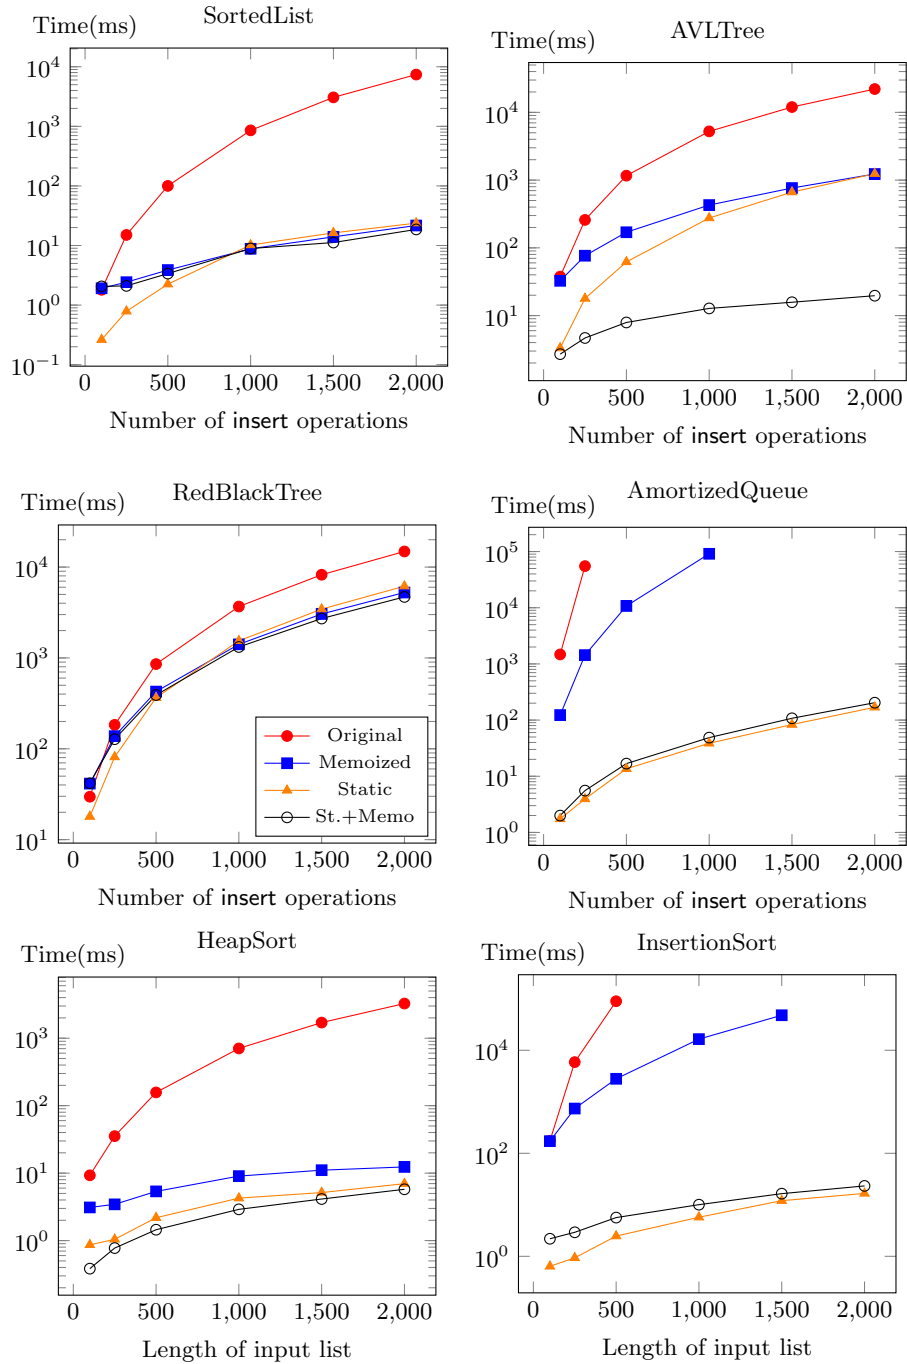 SortedList
Time(ms)
10^4
10^3
10^2
10^1
10^0
10^−1
0 500 1,000 1,500 2,000
Number of insert operations
AVLTree
Time(ms)
10^4
10^3
10^2
10^1
0 500 1,000 1,500 2,000
Number of insert operations
RedBlackTree
Time(ms)
10^4
10^3
10^2
10^1
Original
Memoized
Static
St.+Memo
0 500 1,000 1,500 2,000
Number of insert operations
AmortizedQueue
Time(ms)
10^5
10^4
10^3
10^2
10^1
10^0
0 500 1,000 1,500 2,000
Number of insert operations
HeapSort
Time(ms)
10^3
10^2
10^1
10^0
0 500 1,000 1,500 2,000
Length of input list
InsertionSort
Time(ms)
10^4
10^2
10^0
0 500 1,000 1,500 2,000
Length of input list